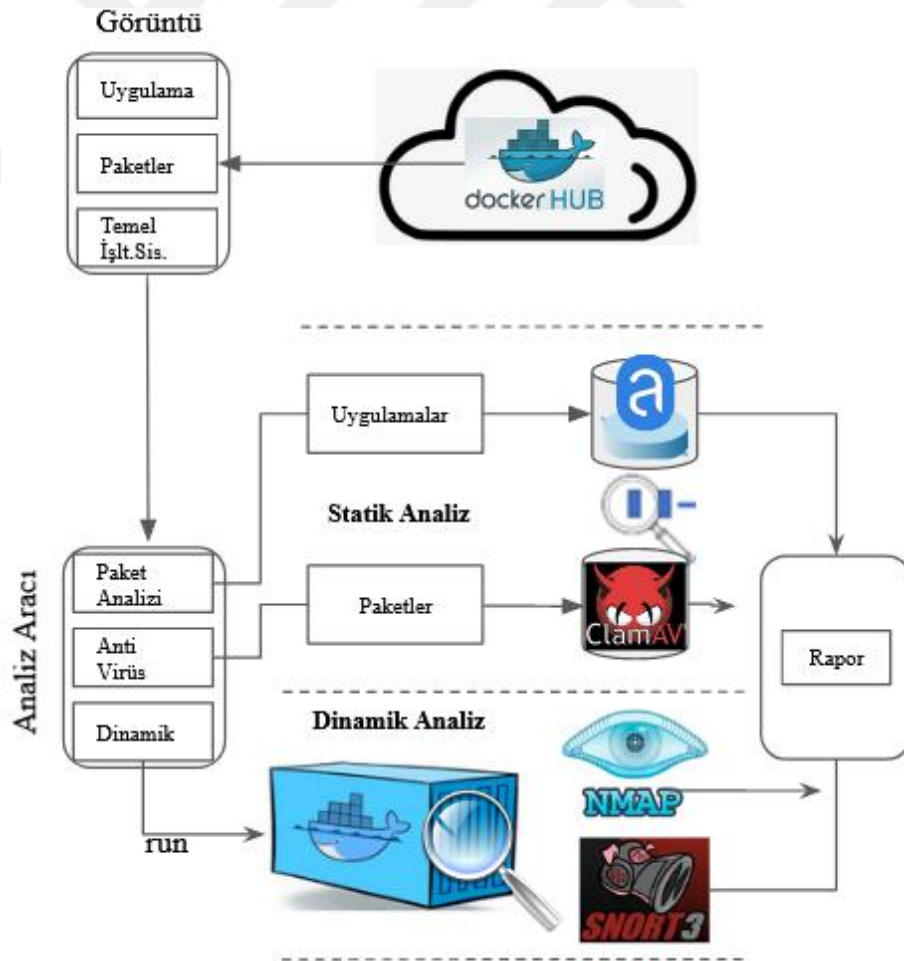 Görüntü
Uygulama
Paketler
Temel
İşlt.Sis.
docker HUB
Uygulamalar
Statik Analiz
Paketler
ClamAV
Analiz Aracı
Paket
Analizi
Anti
Virüs
Dinamik
run
Dinamik Analiz
NMAP
SNORT3
Rapor